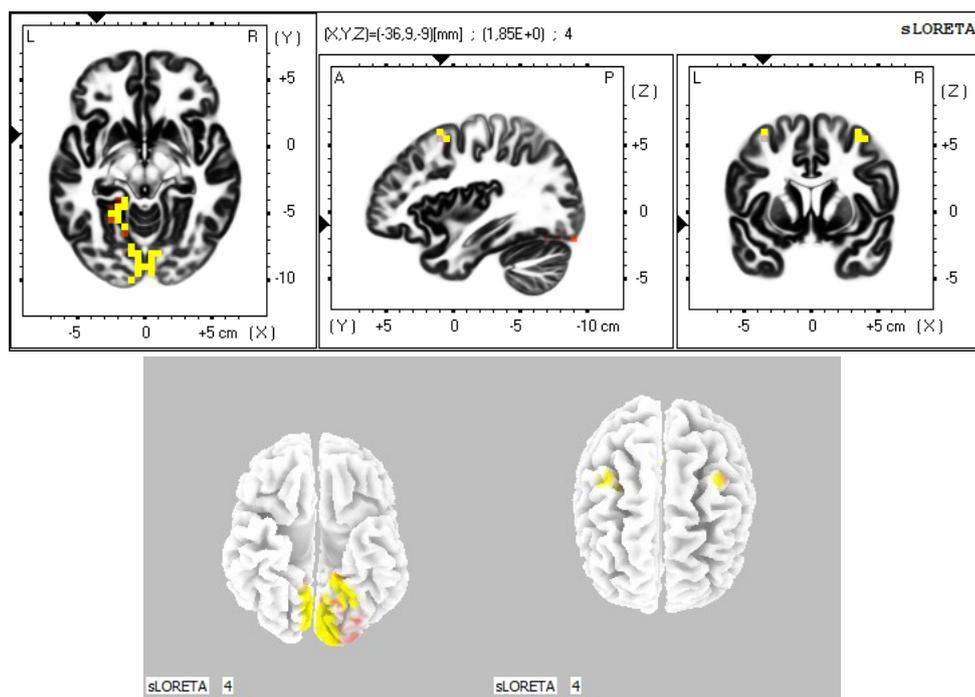 L R (Y) (X,Y,Z)=(-36,9,-9)[mm] ; (1,85E+0) ; 4 sLORETA
A P (Z) L R (Z)
+5 0 -5 -10
+5 0 -5
+5 0 -5
-5 0 +5 cm (X)
(Y) +5 0 -5 -10 cm
-5 0 +5 cm (X)
sLORETA 4
sLORETA 4